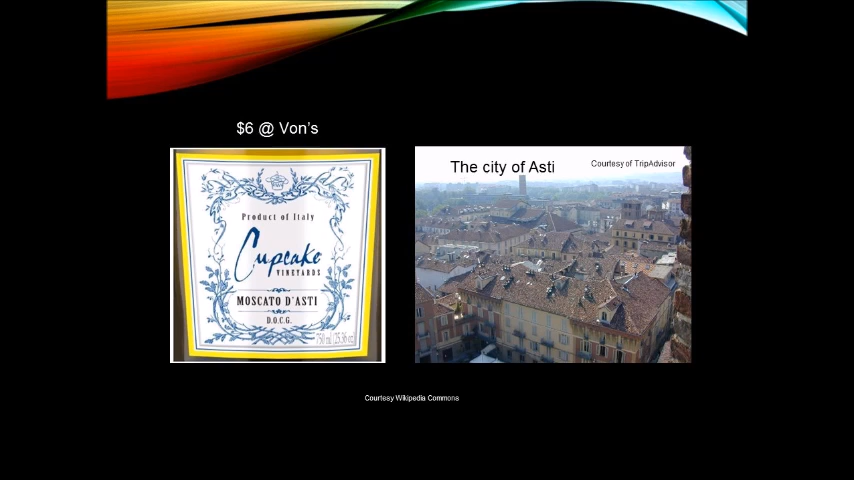 $6 @ Von's
The city of Asti
Courtesy of TripAdvisor
Product of Italy
Cupcake
VINEYARDS
MOSCATO D'ASTI
D.O.C.G.
750 ml (25.36 oz)
Courtesy Wikipedia Commons